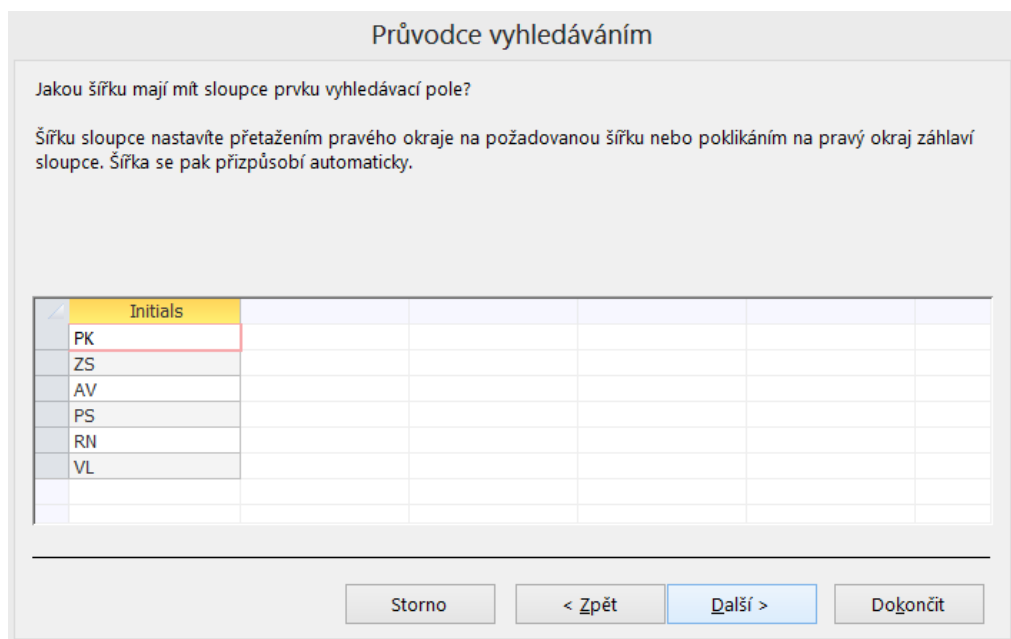 Průvodce vyhledáváním
Jakou šířku mají mít sloupce prvku vyhledávací pole?
Šířku sloupce nastavíte přetažením pravého okraje na požadovanou šířku nebo poklikáním na pravý okraj záhlaví
sloupce. Šířka se pak přizpůsobí automaticky.
Initials
PK
ZS
AV
PS
RN
VL
Storno
< Zpět
Další >
Dokončit